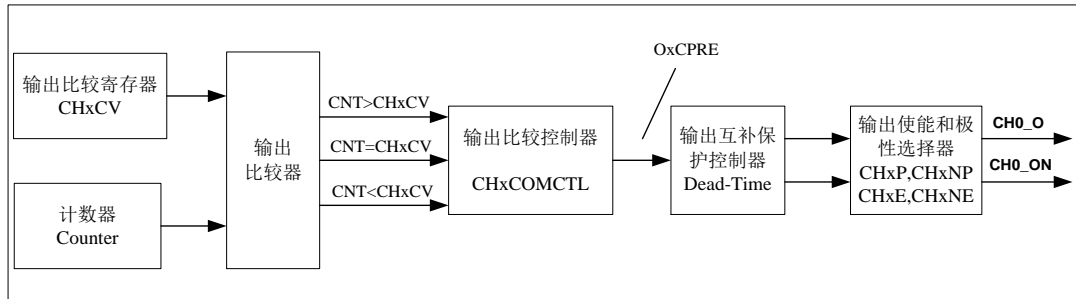 输出比较寄存器
CHxCV
计数器
Counter
输出
比较器
CNT>CHxCV
CNT=CHxCV
CNT<CHxCV
输出比较控制器
CHxCOMCTL
OxCPRE
输出互补保
护控制器
Dead-Time
输出使能和极
性选择器
CHxP,CHxNP
CHxE,CHxNE
CH0_O
CH0_ON